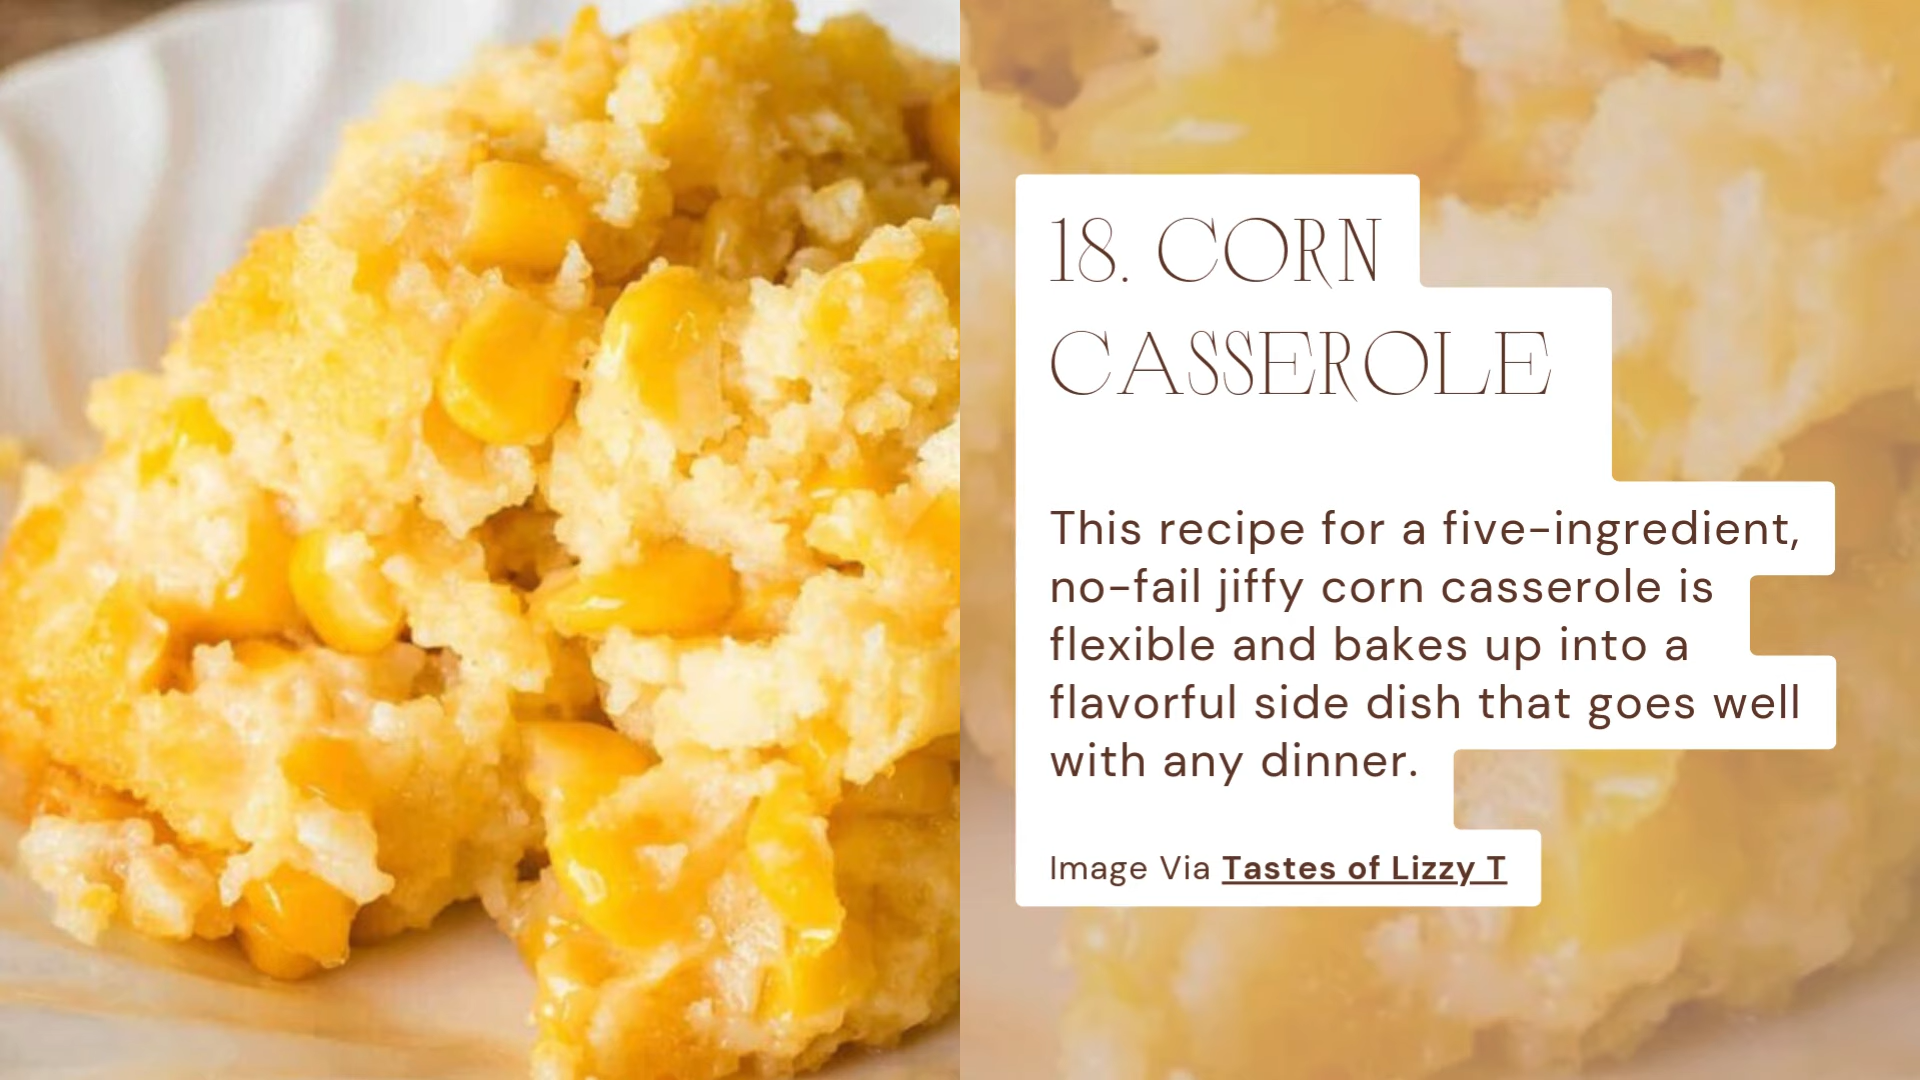 18. CORN
CASSEROLE
This recipe for a five-ingredient,
no-fail jiffy corn casserole is
flexible and bakes up into a
flavorful side dish that goes well
with any dinner.
Image Via Tastes of Lizzy T